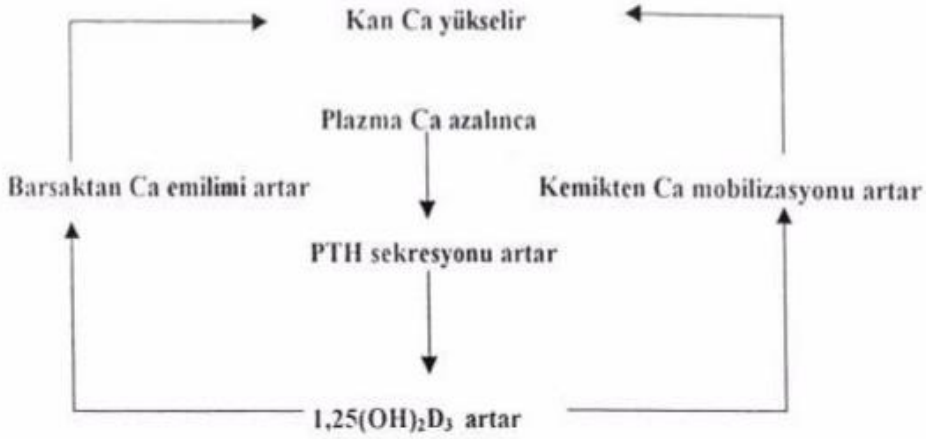 Kan Ca yükselir
Plazma Ca azalınca
Barsaktan Ca emilimi artar
Kemikten Ca mobilizasyonu artar
PTH sekresyonu artar
1,25(OH)₂D₃ artar